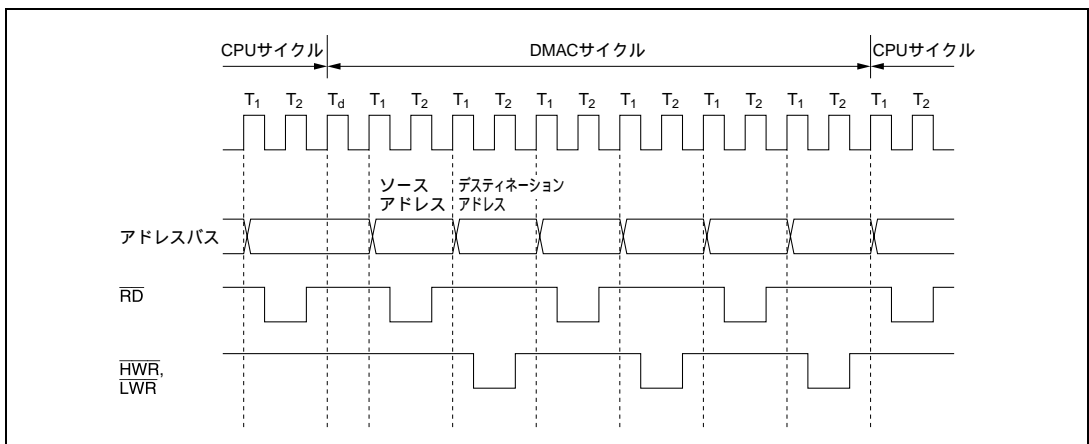 CPUサイクル DMACサイクル CPUサイクル
T1 T2 Td T1 T2 T1 T2 T1 T2 T1 T2 T1 T2 T1 T2 T1 T2
ソース デスティネーション
アドレス アドレス
アドレスバス
RD
HWR,
LWR